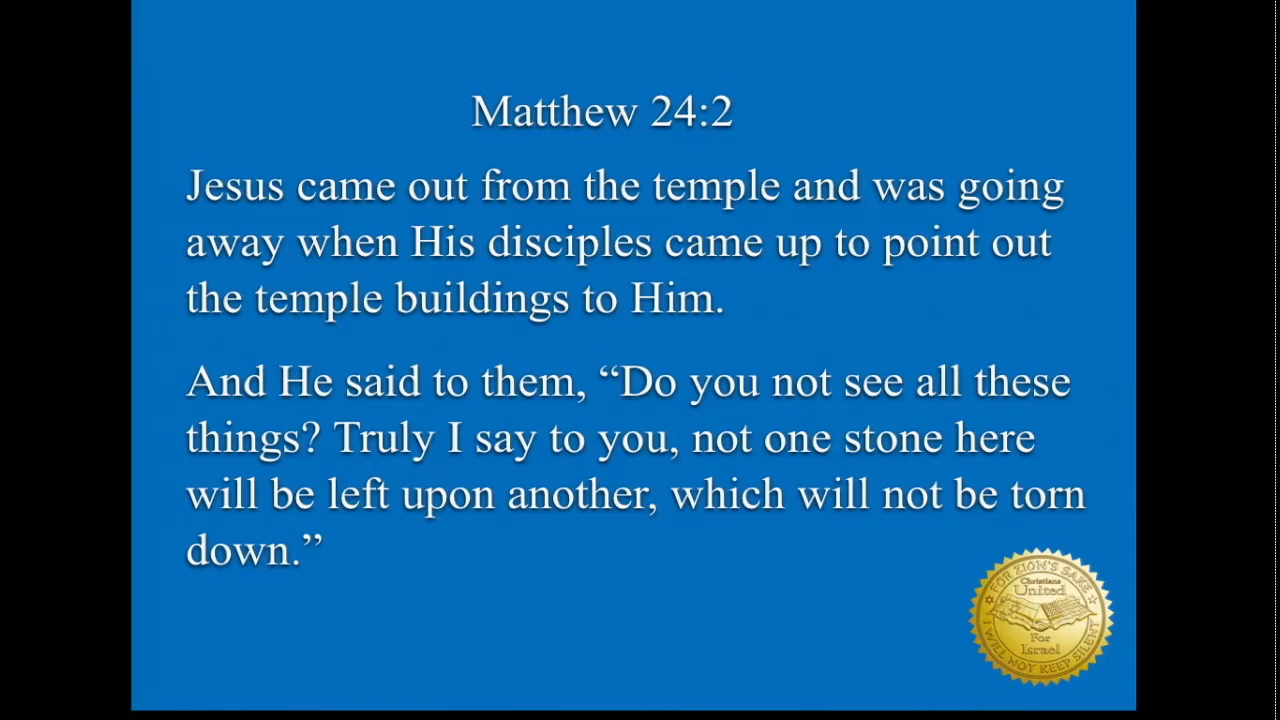 Matthew 24:2
Jesus came out from the temple and was going
away when His disciples came up to point out
the temple buildings to Him.
And He said to them, “Do you not see all these
things? Truly I say to you, not one stone here
will be left upon another, which will not be torn
down.”
FOR ZION'S SAKE
Christians
United
For
Israel
I WILL NOT KEEP SILENT